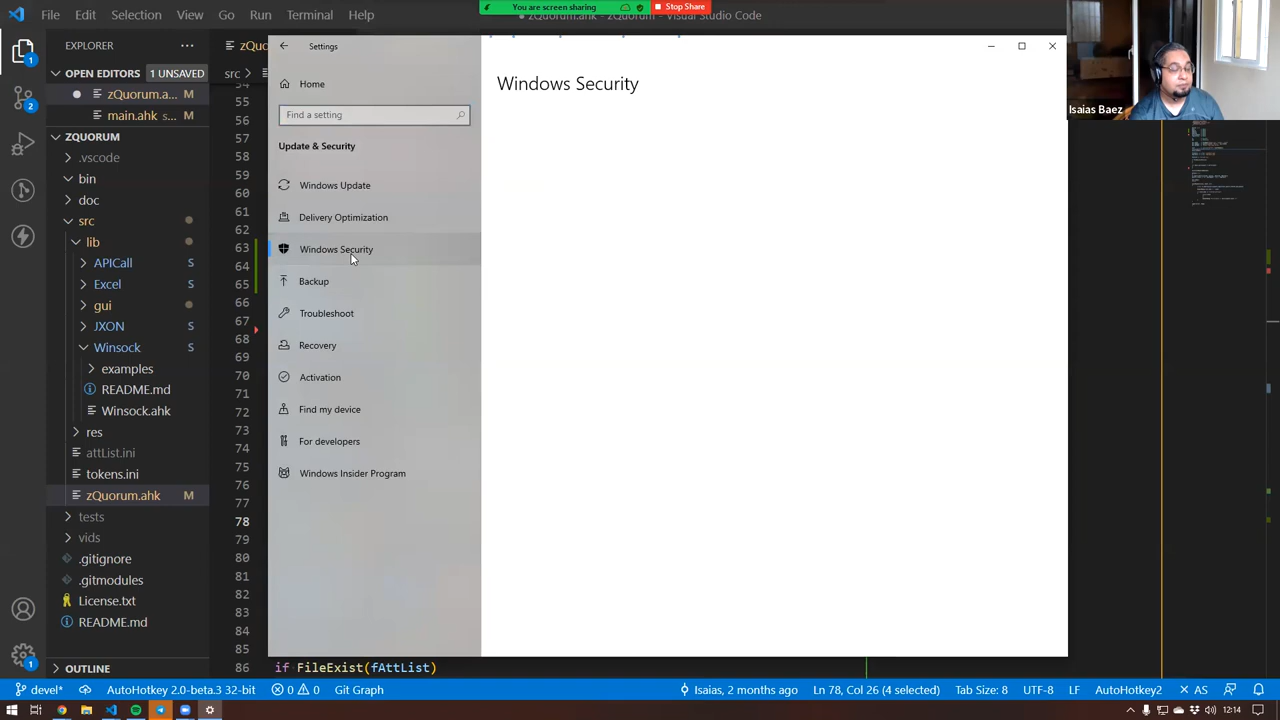 File Edit Selection View Go Run Terminal Help
You are screen sharing
Stop Share
zQuorum.ahk - zQuorum - Visual Studio Code
EXPLORER
OPEN EDITORS 1 UNSAVED
zQuorum.a... M
main.ahk s...
ZQUORUM
.vscode
bin
doc
src
lib
APICall
Excel
gui
JXON
Winsock
examples
README.md
Winsock.ahk
res
attList.ini
tokens.ini
zQuorum.ahk M
tests
vids
.gitignore
.gitmodules
License.txt
README.md
OUTLINE
zQuo
src
54
55
56
57
58
59
60
61
62
63
64
65
66
67
68
69
70
71
72
73
74
75
76
77
78
79
80
81
82
83
84
85
86 if FileExist(fAttList)
Settings
Home
Find a setting
Update & Security
Windows Update
Delivery Optimization
Windows Security
Backup
Troubleshoot
Recovery
Activation
Find my device
For developers
Windows Insider Program
Windows Security
Isaias Baez
1
2
1
devel* AutoHotkey 2.0-beta.3 32-bit 0 0 Git Graph Isaias, 2 months ago Ln 78, Col 26 (4 selected) Tab Size: 8 UTF-8 LF AutoHotkey2 AS
12:14